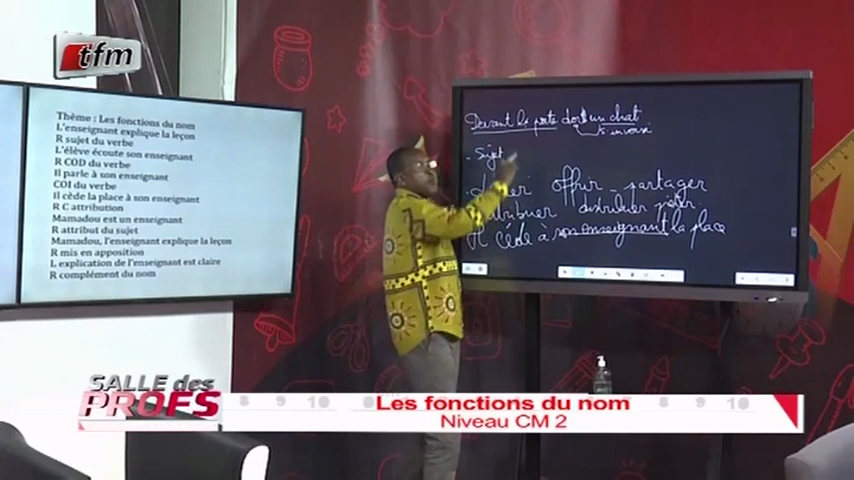 tfm
Thème : Les fonctions du nom
L'enseignant explique la leçon
R sujet du verbe
L'élève écoute son enseignant
R COD du verbe
Il parle à son enseignant
COI du verbe
Il cède la place à son enseignant
R C attribution
Mamadou est un enseignant
R attribut du sujet
Mamadou, l'enseignant explique la leçon
R mis en apposition
L explication de l'enseignant est claire
R complément du nom
Devant la porte dort un chat
- Sujet
offrir - partager
distribuer
Il cède à son enseignant la place
SALLE des
PROFS
8 9 10
Les fonctions du nom
Niveau CM 2